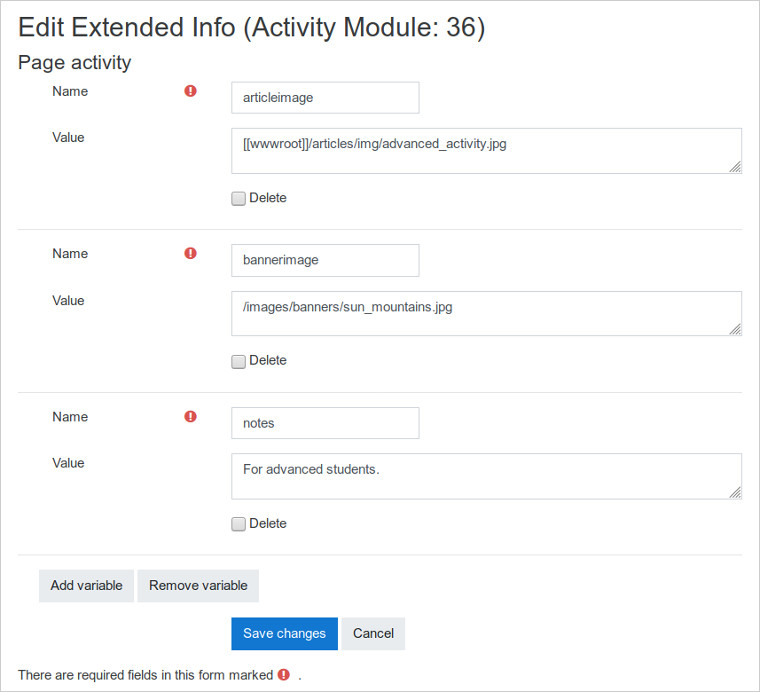 Edit Extended Info (Activity Module: 36)
Page activity
Name
articleimage
Value
[[wwwroot]]/articles/img/advanced_activity.jpg
Delete
Name
bannerimage
Value
/images/banners/sun_mountains.jpg
Delete
Name
notes
Value
For advanced students.
Delete
Add variable Remove variable
Save changes Cancel
There are required fields in this form marked ! .